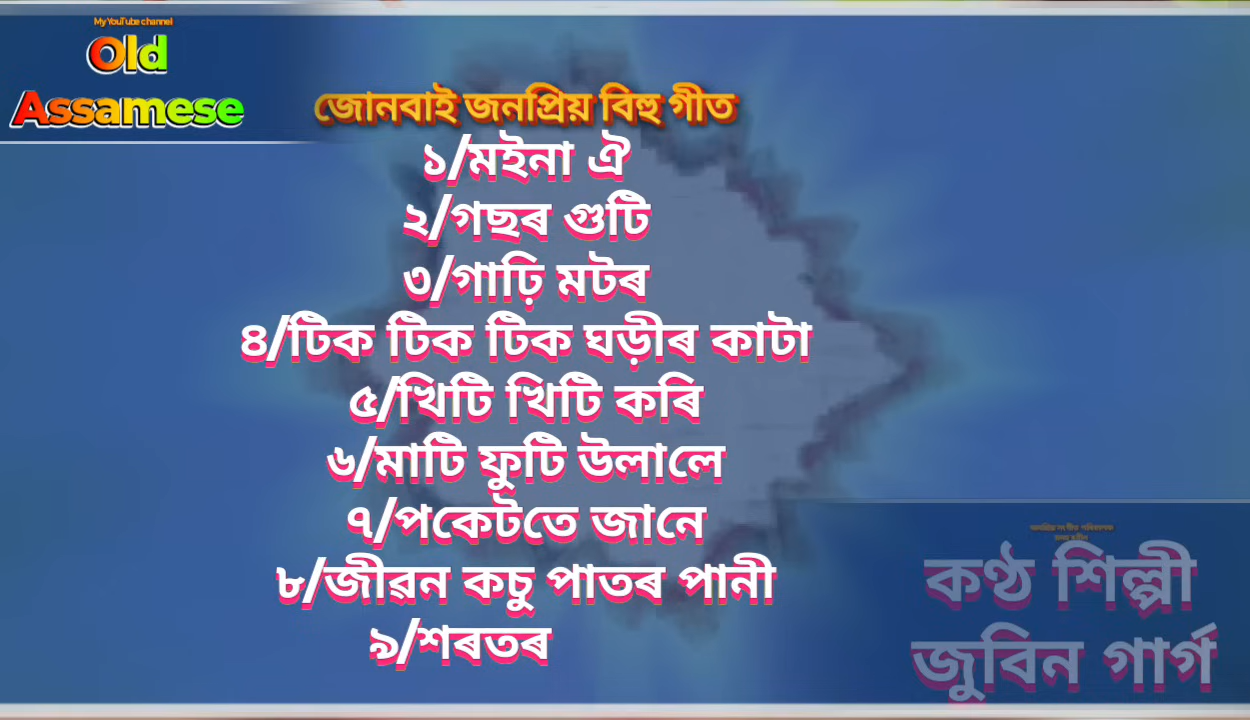 My YouTube channel
Old
Assamese
জোনবাই জনপ্রিয় বিহু গীত
১/মইনা ঐ
২/গছৰ গুটি
৩/গাঢ়ি মটৰ
৪/টিক টিক টিক ঘড়ীৰ কাটা
৫/খিটি খিটি কৰি
৬/মাটি ফুটি উলালে
৭/পকেটতে জানে
৮/জীৱন কচু পাতৰ পানী
৯/শৰতৰ
কণ্ঠ শিল্পী
জুবিন গাৰ্গ